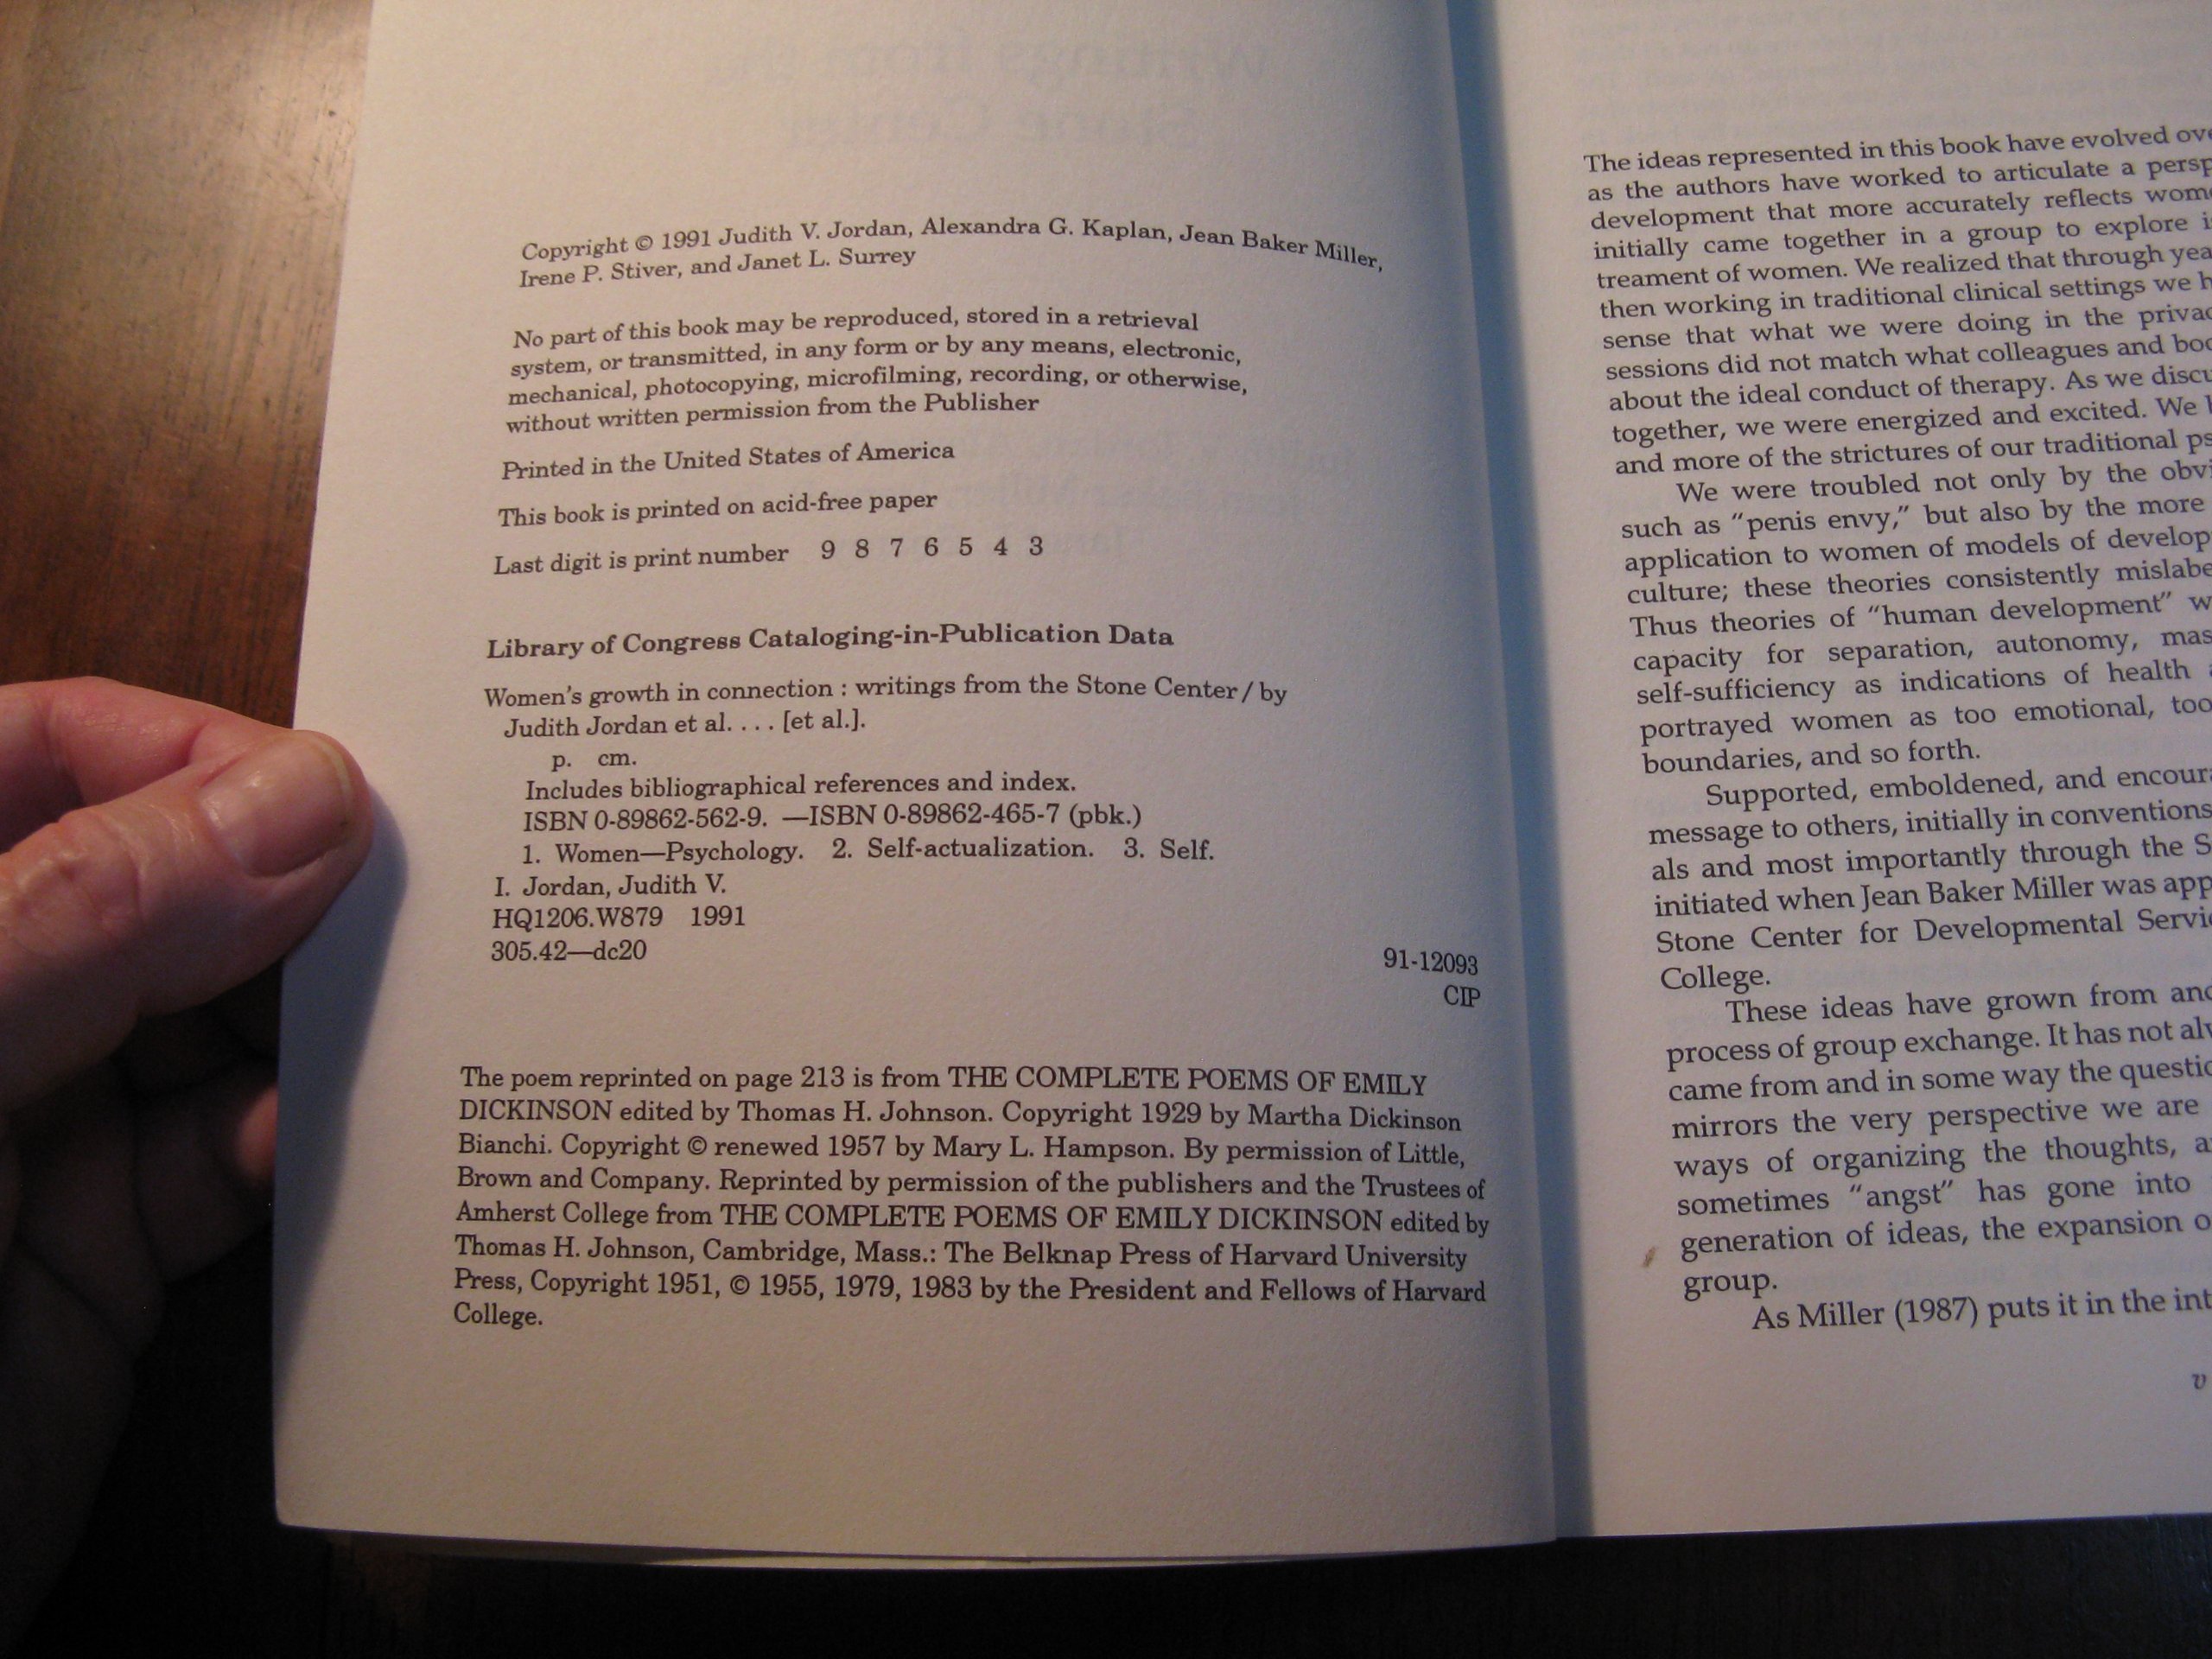 Copyright © 1991 Judith V. Jordan, Alexandra G. Kaplan, Jean Baker Miller,
Irene P. Stiver, and Janet L. Surrey
No part of this book may be reproduced, stored in a retrieval
system, or transmitted, in any form or by any means, electronic,
mechanical, photocopying, microfilming, recording, or otherwise,
without written permission from the Publisher
Printed in the United States of America
This book is printed on acid-free paper
Last digit is print number 9 8 7 6 5 4 3
Library of Congress Cataloging-in-Publication Data
Women's growth in connection : writings from the Stone Center / by
Judith Jordan et al. . . . [et al.].
p. cm.
Includes bibliographical references and index.
ISBN 0-89862-562-9. —ISBN 0-89862-465-7 (pbk.)
1. Women—Psychology. 2. Self-actualization. 3. Self.
I. Jordan, Judith V.
HQ1206.W879 1991
305.42—dc20
91-12093
CIP
The poem reprinted on page 213 is from THE COMPLETE POEMS OF EMILY
DICKINSON edited by Thomas H. Johnson. Copyright 1929 by Martha Dickinson
Bianchi. Copyright © renewed 1957 by Mary L. Hampson. By permission of Little,
Brown and Company. Reprinted by permission of the publishers and the Trustees of
Amherst College from THE COMPLETE POEMS OF EMILY DICKINSON edited by
Thomas H. Johnson, Cambridge, Mass.: The Belknap Press of Harvard University
Press, Copyright 1951, © 1955, 1979, 1983 by the President and Fellows of Harvard
College.
The ideas represented in this book have evolved
as the authors have worked to articulate a
development that more accurately reflects
initially came together in a group to explore
treament of women. We realized that through
then working in traditional clinical settings we
sense that what we were doing in the
sessions did not match what colleagues and
about the ideal conduct of therapy. As we
together, we were energized and excited. We
and more of the strictures of our traditional
We were troubled not only by the
such as "penis envy," but also by the more
application to women of models of
culture; these theories consistently
Thus theories of "human development"
capacity for separation, autonomy,
self-sufficiency as indications of health
portrayed women as too emotional, too
boundaries, and so forth.
Supported, emboldened, and
message to others, initially in conventions
als and most importantly through the
initiated when Jean Baker Miller was
Stone Center for Developmental
College.
These ideas have grown from
process of group exchange. It has not
came from and in some way the
mirrors the very perspective we are
ways of organizing the thoughts,
sometimes "angst" has gone into
generation of ideas, the expansion
group.
As Miller (1987) puts it in the
v